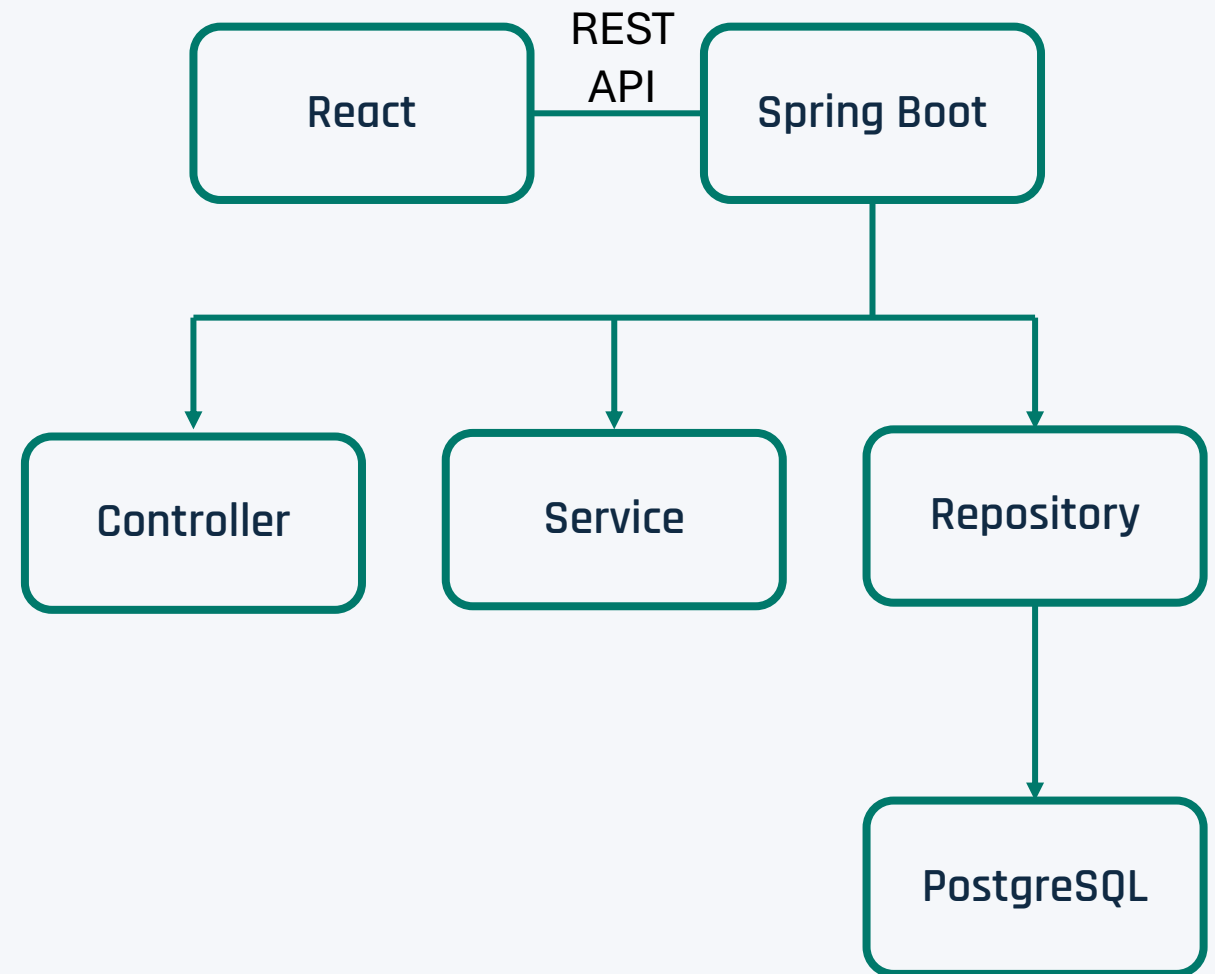 REST
API
React
Spring Boot
Controller
Service
Repository
PostgreSQL